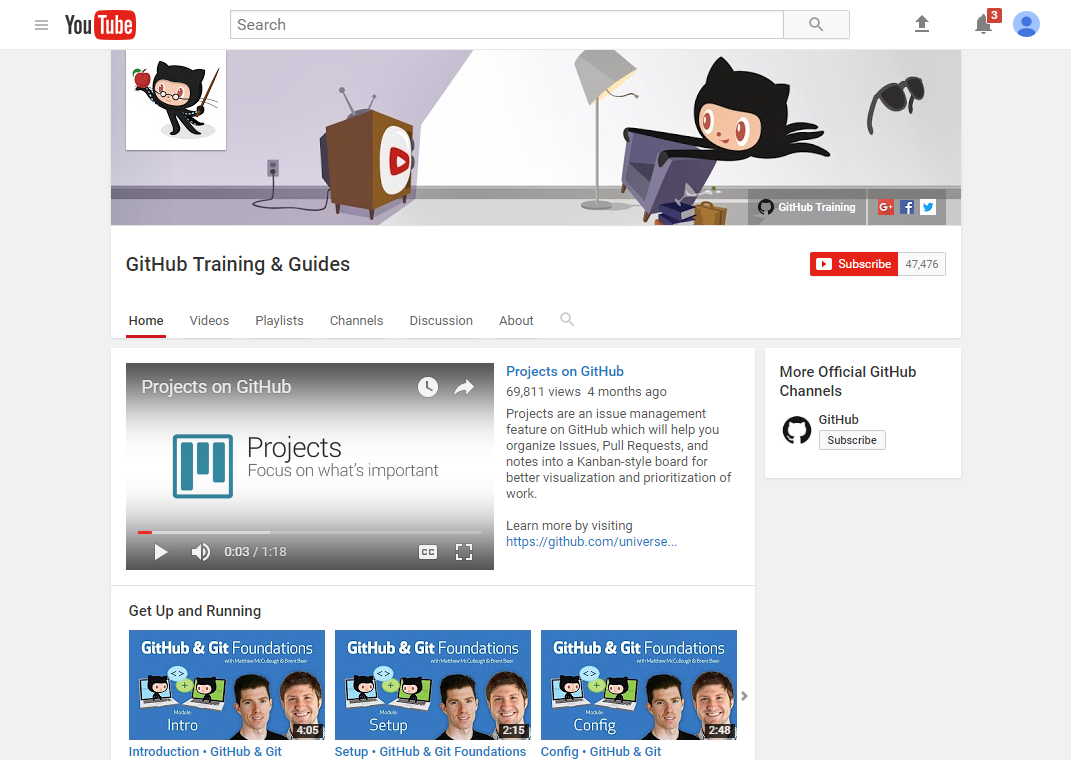 YouTube
Search
3
GitHub Training
G+
GitHub Training & Guides
Subscribe 47,476
Home Videos Playlists Channels Discussion About
Projects on GitHub
Projects
Focus on what's important
0:03 / 1:18
CC
Projects on GitHub
69,811 views 4 months ago
Projects are an issue management
feature on GitHub which will help you
organize Issues, Pull Requests, and
notes into a Kanban-style board for
better visualization and prioritization of
work.
Learn more by visiting
https://github.com/universe...
More Official GitHub
Channels
GitHub
Subscribe
Get Up and Running
GitHub & Git Foundations
with Matthew McCullough & Brent Beer
<>
+
Module:
Intro
4:05
Introduction • GitHub & Git
GitHub & Git Foundations
with Matthew McCullough & Brent Beer
<>
+
Module:
Setup
2:15
Setup • GitHub & Git Foundations
GitHub & Git Foundations
with Matthew McCullough & Brent Beer
<>
+
Module:
Config
2:48
Config • GitHub & Git